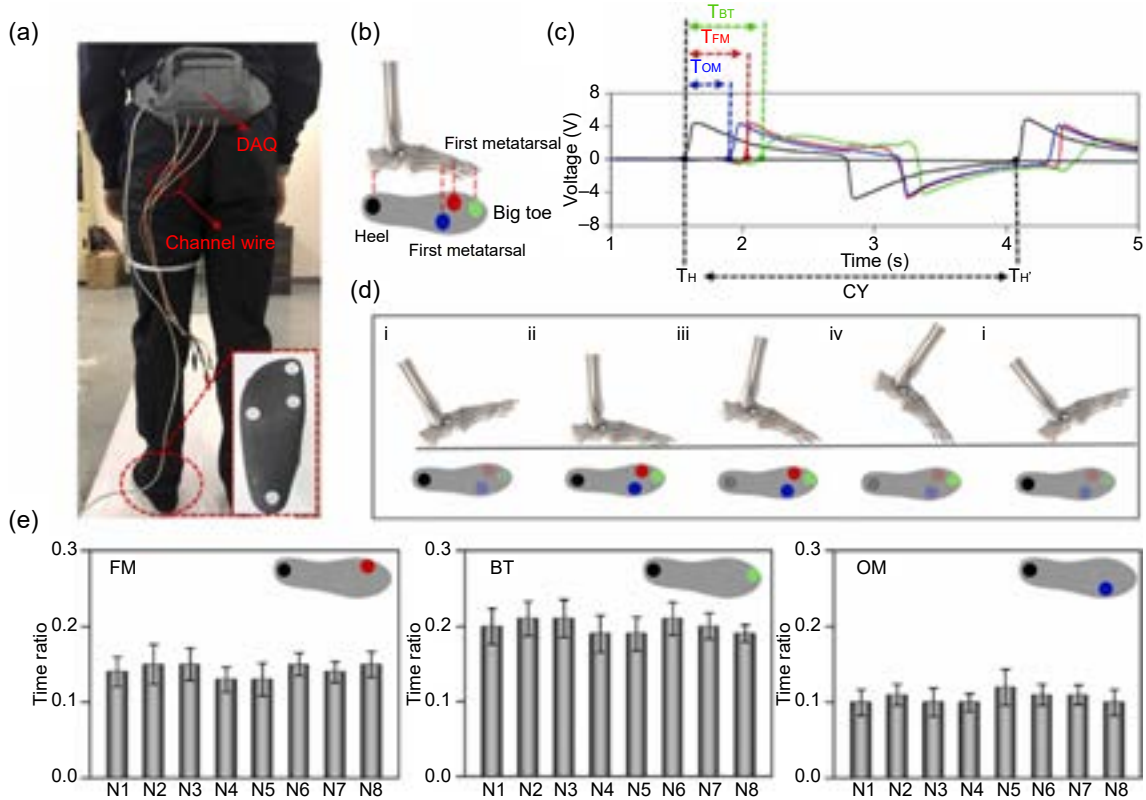 (a)
DAQ
Channel wire
(b)
First metatarsal
Big toe
Heel
First metatarsal
(c)
TBT
TFM
TOM
8
4
0
–4
–8
Voltage (V)
1 2 3 4 5
Time (s)
TH TH'
CY
(d)
i ii iii iv i
(e)
FM
0.3
0.2
0.1
0.0
Time ratio
N1 N2 N3 N4 N5 N6 N7 N8
BT
0.3
0.2
0.1
0.0
Time ratio
N1 N2 N3 N4 N5 N6 N7 N8
OM
0.3
0.2
0.1
0.0
Time ratio
N1 N2 N3 N4 N5 N6 N7 N8